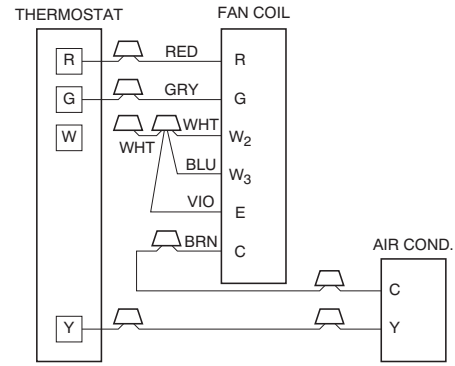 THERMOSTAT FAN COIL
R RED R
G GRY G
W WHT W2
WHT
BLU W3
VIO E
BRN C
AIR COND.
C
Y Y